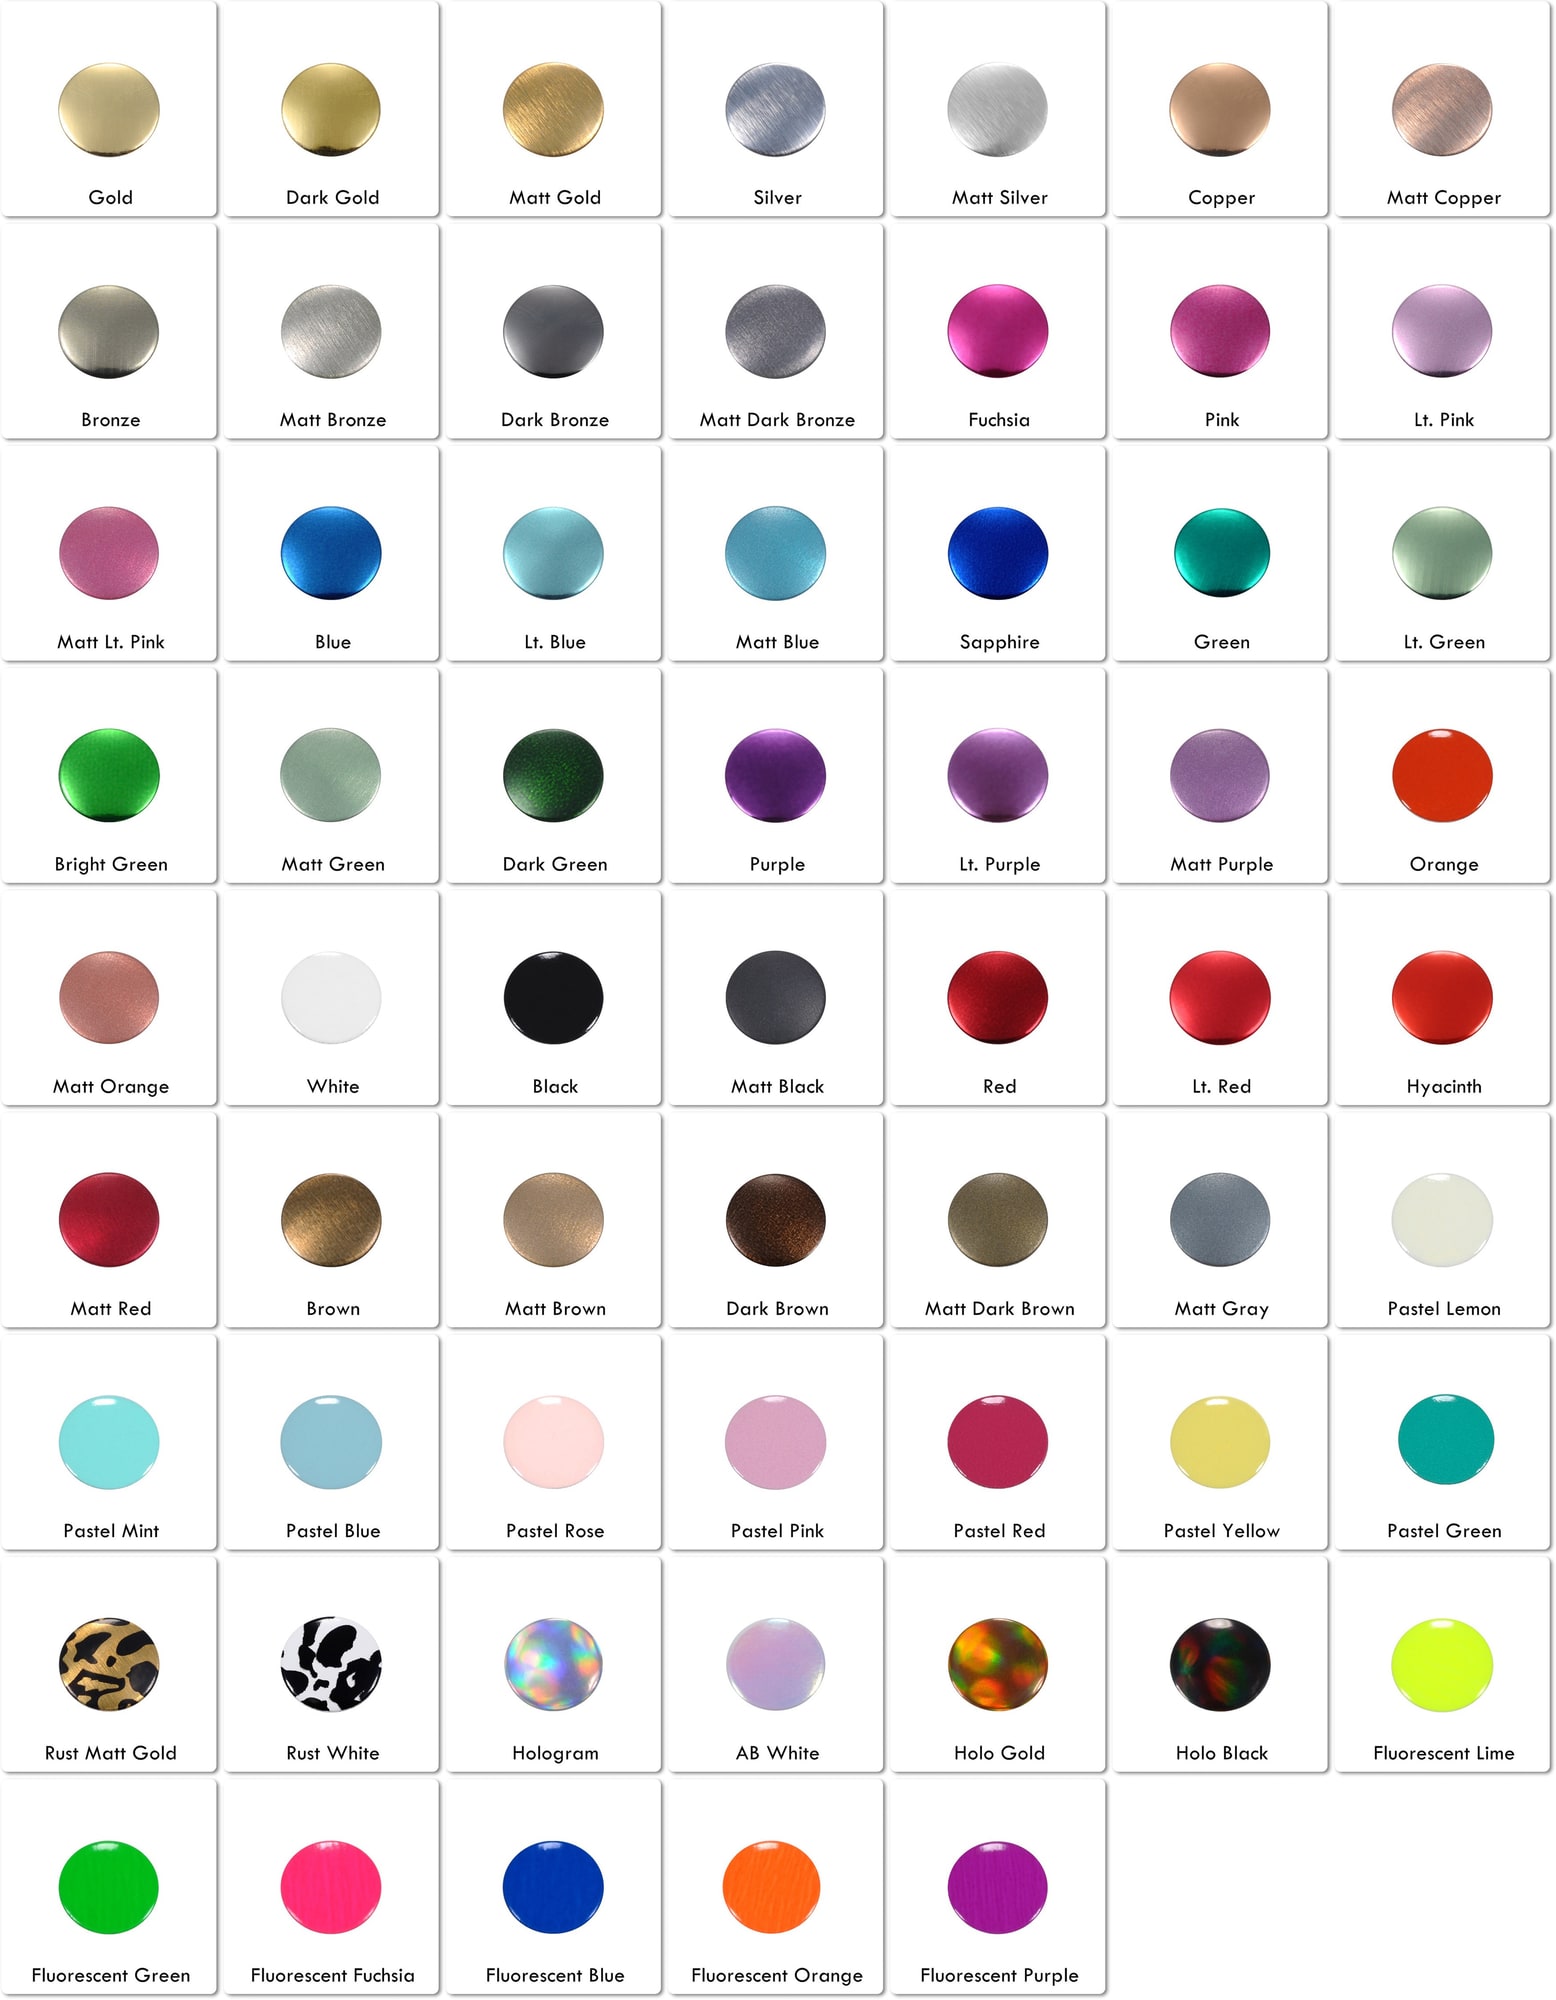 Gold
Dark Gold
Matt Gold
Silver
Matt Silver
Copper
Matt Copper
Bronze
Matt Bronze
Dark Bronze
Matt Dark Bronze
Fuchsia
Pink
Lt. Pink
Matt Lt. Pink
Blue
Lt. Blue
Matt Blue
Sapphire
Green
Lt. Green
Bright Green
Matt Green
Dark Green
Purple
Lt. Purple
Matt Purple
Orange
Matt Orange
White
Black
Matt Black
Red
Lt. Red
Hyacinth
Matt Red
Brown
Matt Brown
Dark Brown
Matt Dark Brown
Matt Gray
Pastel Lemon
Pastel Mint
Pastel Blue
Pastel Rose
Pastel Pink
Pastel Red
Pastel Yellow
Pastel Green
Rust Matt Gold
Rust White
Hologram
AB White
Holo Gold
Holo Black
Fluorescent Lime
Fluorescent Green
Fluorescent Fuchsia
Fluorescent Blue
Fluorescent Orange
Fluorescent Purple